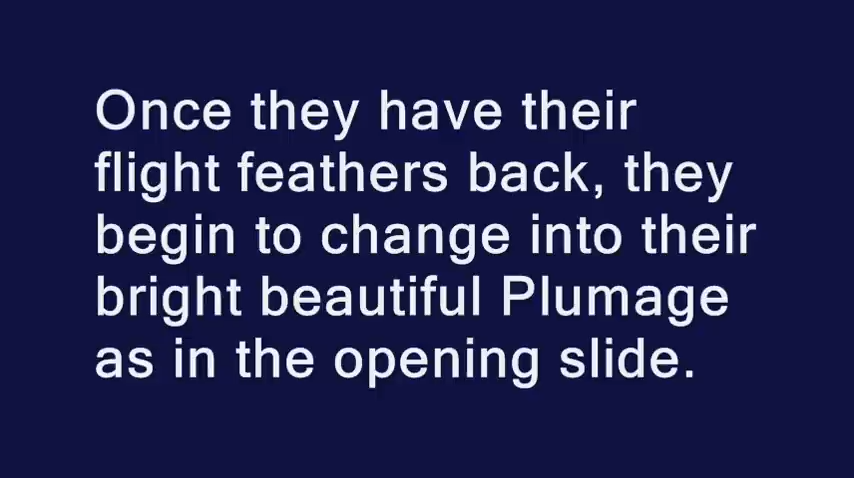 Once they have their
flight feathers back, they
begin to change into their
bright beautiful Plumage
as in the opening slide.